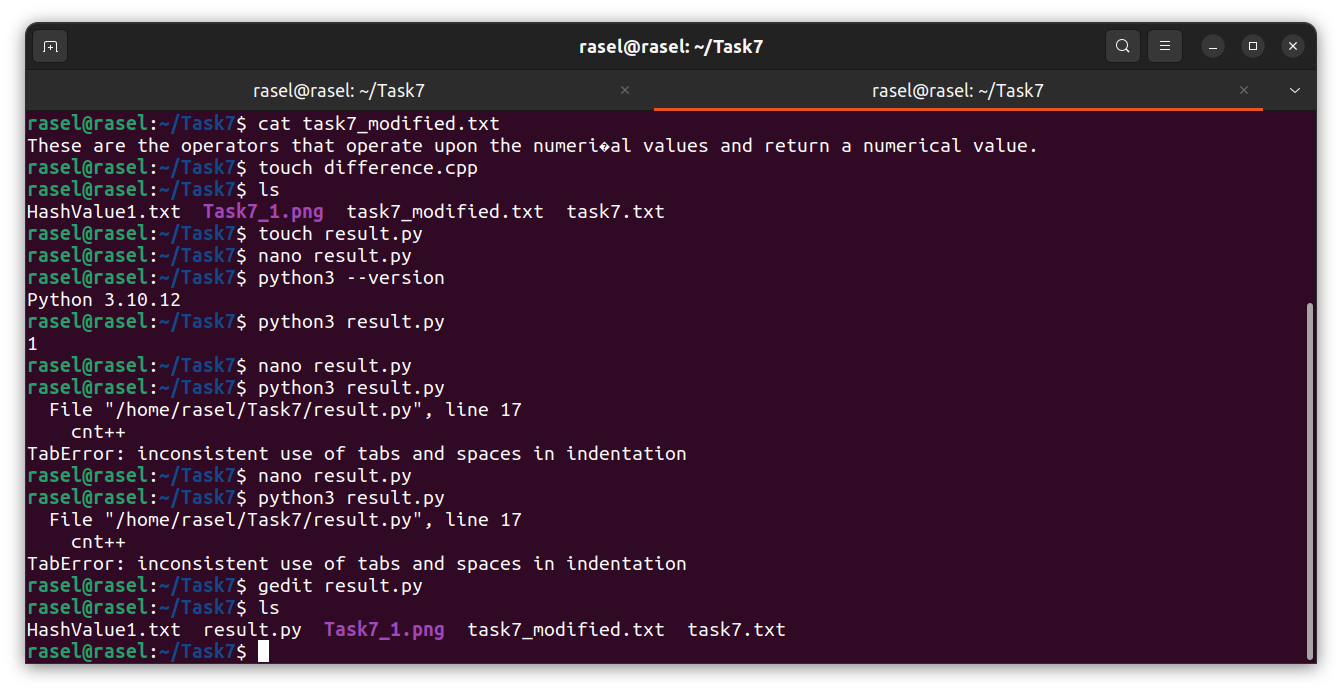 rasel@rasel: ~/Task7
rasel@rasel: ~/Task7
rasel@rasel: ~/Task7
rasel@rasel:~/Task7$ cat task7_modified.txt
These are the operators that operate upon the numeri�al values and return a numerical value.
rasel@rasel:~/Task7$ touch difference.cpp
rasel@rasel:~/Task7$ ls
HashValue1.txt  Task7_1.png  task7_modified.txt  task7.txt
rasel@rasel:~/Task7$ touch result.py
rasel@rasel:~/Task7$ nano result.py
rasel@rasel:~/Task7$ python3 --version
Python 3.10.12
rasel@rasel:~/Task7$ python3 result.py
1
rasel@rasel:~/Task7$ nano result.py
rasel@rasel:~/Task7$ python3 result.py
  File "/home/rasel/Task7/result.py", line 17
    cnt++
TabError: inconsistent use of tabs and spaces in indentation
rasel@rasel:~/Task7$ nano result.py
rasel@rasel:~/Task7$ python3 result.py
  File "/home/rasel/Task7/result.py", line 17
    cnt++
TabError: inconsistent use of tabs and spaces in indentation
rasel@rasel:~/Task7$ gedit result.py
rasel@rasel:~/Task7$ ls
HashValue1.txt  result.py  Task7_1.png  task7_modified.txt  task7.txt
rasel@rasel:~/Task7$